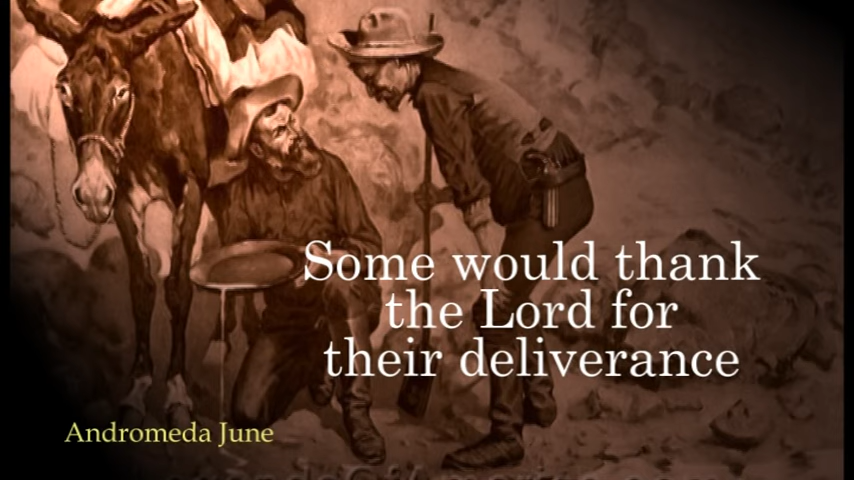 Some would thank
the Lord for
their deliverance
Andromeda June